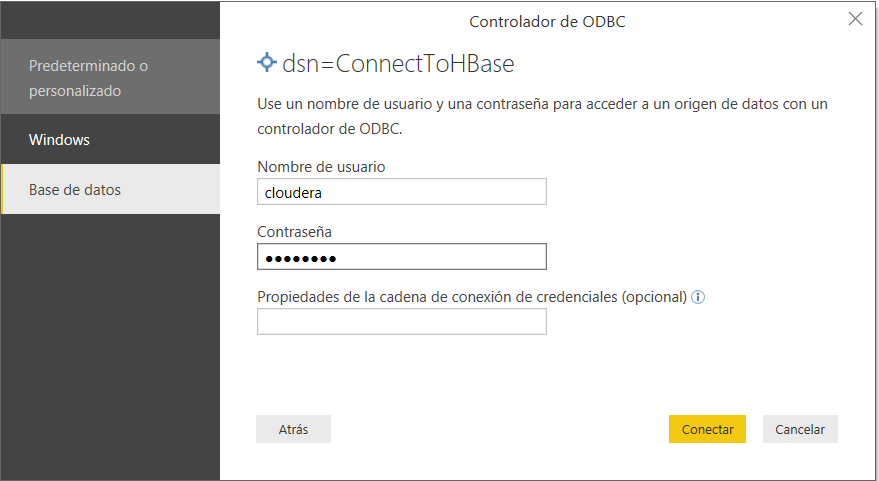 Controlador de ODBC
Predeterminado o
personalizado
Windows
Base de datos
dsn=ConnectToHBase
Use un nombre de usuario y una contraseña para acceder a un origen de datos con un
controlador de ODBC.
Nombre de usuario
cloudera
Contraseña
●●●●●●●●
Propiedades de la cadena de conexión de credenciales (opcional)
Atrás
Conectar
Cancelar